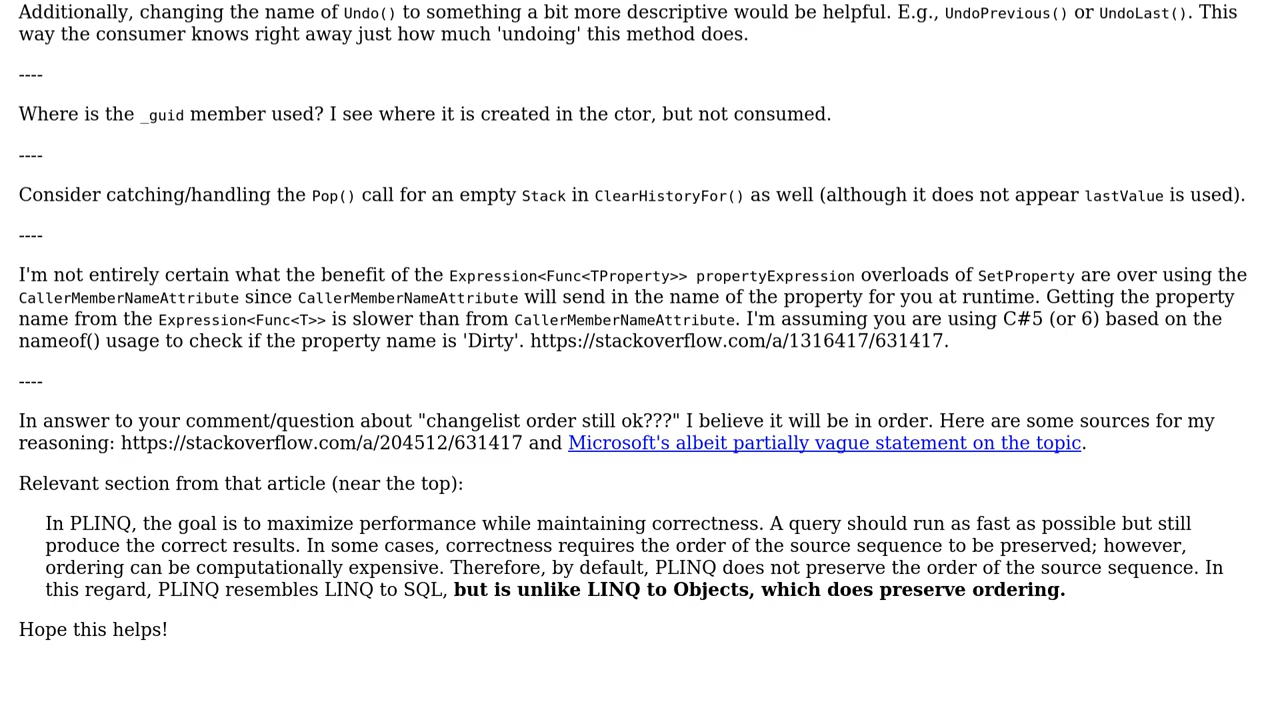 Additionally, changing the name of Undo() to something a bit more descriptive would be helpful. E.g., UndoPrevious() or UndoLast(). This
way the consumer knows right away just how much 'undoing' this method does.
----
Where is the _guid member used? I see where it is created in the ctor, but not consumed.
----
Consider catching/handling the Pop() call for an empty Stack in ClearHistoryFor() as well (although it does not appear lastValue is used).
----
I'm not entirely certain what the benefit of the Expression<Func<TProperty>> propertyExpression overloads of SetProperty are over using the
CallerMemberNameAttribute since CallerMemberNameAttribute will send in the name of the property for you at runtime. Getting the property
name from the Expression<Func<T>> is slower than from CallerMemberNameAttribute. I'm assuming you are using C#5 (or 6) based on the
nameof() usage to check if the property name is 'Dirty'. https://stackoverflow.com/a/1316417/631417.
----
In answer to your comment/question about "changelist order still ok???" I believe it will be in order. Here are some sources for my
reasoning: https://stackoverflow.com/a/204512/631417 and Microsoft's albeit partially vague statement on the topic.
Relevant section from that article (near the top):
In PLINQ, the goal is to maximize performance while maintaining correctness. A query should run as fast as possible but still
produce the correct results. In some cases, correctness requires the order of the source sequence to be preserved; however,
ordering can be computationally expensive. Therefore, by default, PLINQ does not preserve the order of the source sequence. In
this regard, PLINQ resembles LINQ to SQL, but is unlike LINQ to Objects, which does preserve ordering.
Hope this helps!